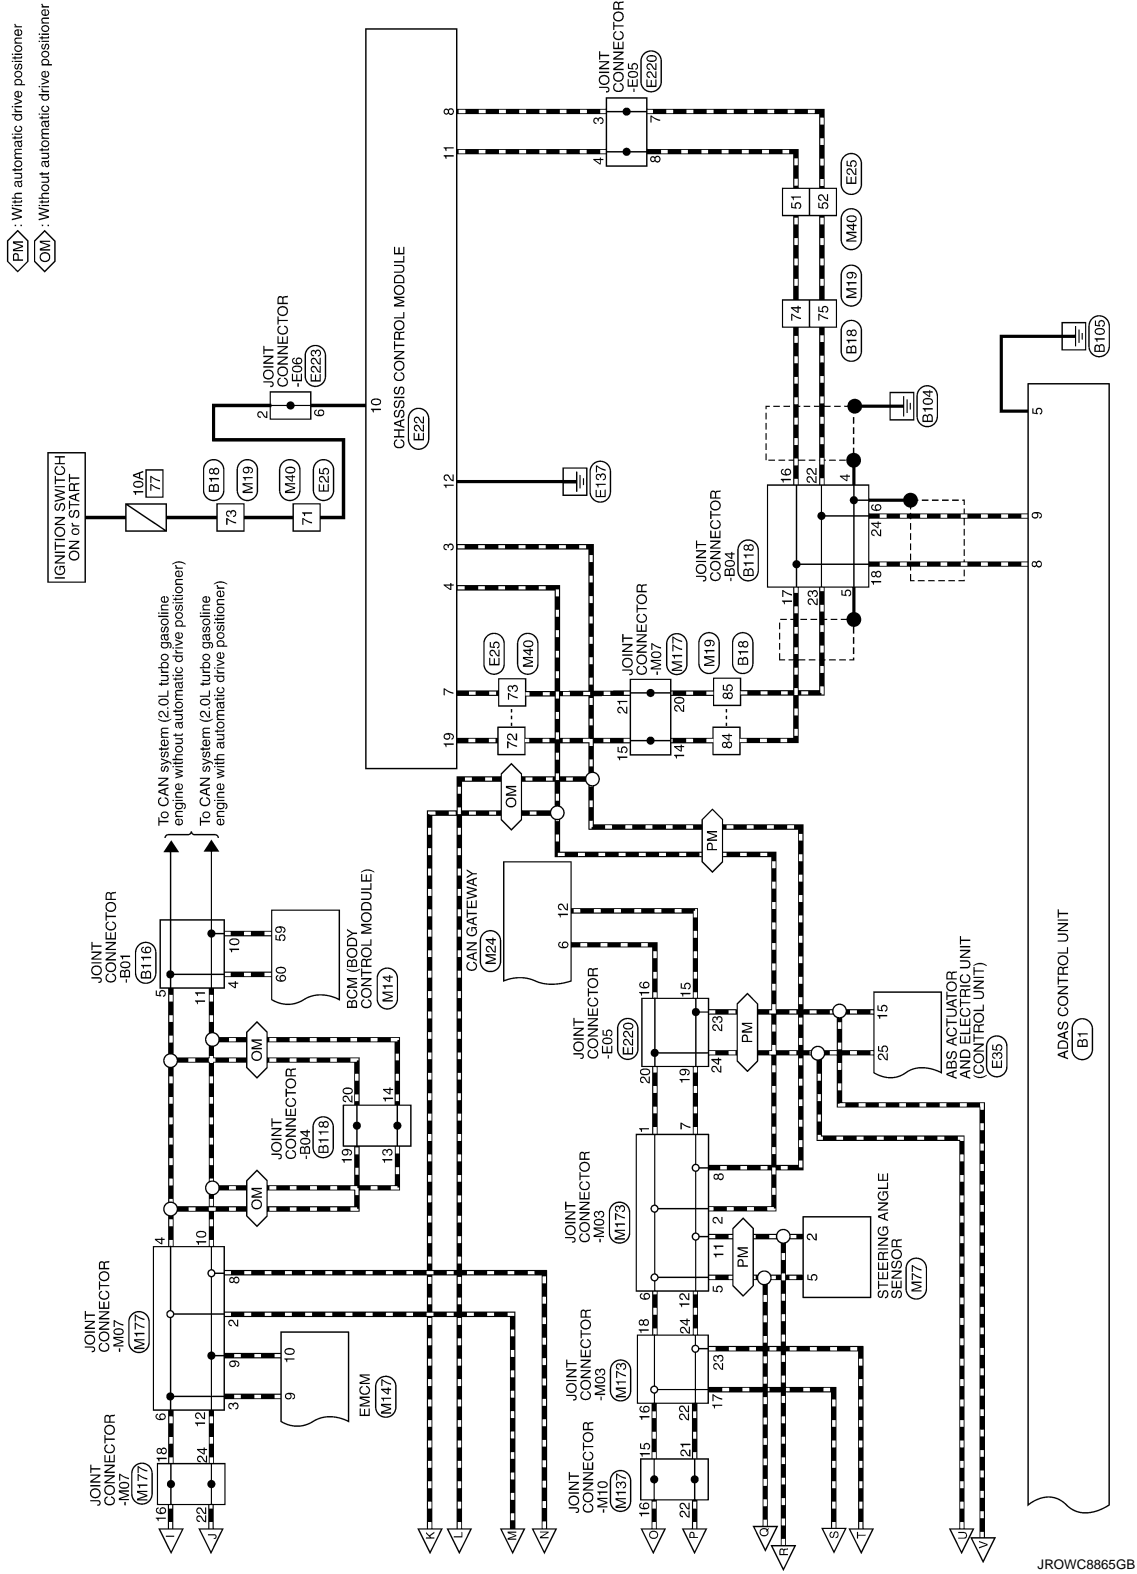 PM : With automatic drive positioner
OM : Without automatic drive positioner
IGNITION SWITCH
ON or START
10A
77
73
B18
M19
71
M40
E25
JOINT
CONNECTOR
-E06
E223
2
6
10
CHASSIS CONTROL MODULE
E22
19
7
4
3
12
11
8
E137
JOINT
CONNECTOR
-E05
E220
4
3
8
7
51
52
E25
M40
74
75
M19
B18
To CAN system (2.0L turbo gasoline
engine without automatic drive positioner)
To CAN system (2.0L turbo gasoline
engine with automatic drive positioner)
JOINT
CONNECTOR
-B01
B116
5
11
4
10
60
59
BCM (BODY
CONTROL MODULE)
M14
OM
JOINT
CONNECTOR
-B04
B118
20
14
19
13
OM
JOINT
CONNECTOR
-M07
M177
4
10
6
12
3
9
2
8
9
10
EMCM
M147
JOINT
CONNECTOR
-M07
M177
18
24
16
22
I
J
K
L
M
N
O
P
Q
R
S
T
U
V
OM
72
73
E25
M40
JOINT
CONNECTOR
-M07
M177
15
21
14
20
84
85
M19
B18
PM
CAN GATEWAY
M24
6
12
JOINT
CONNECTOR
-E05
E220
16
15
20
19
24
23
PM
25
15
ABS ACTUATOR
AND ELECTRIC UNIT
(CONTROL UNIT)
E35
JOINT
CONNECTOR
-M03
M173
1
7
6
12
5
11
2
8
PM
5
2
STEERING ANGLE
SENSOR
M77
JOINT
CONNECTOR
-M03
M173
18
24
16
22
17
23
JOINT
CONNECTOR
-M10
M137
15
21
16
22
JOINT
CONNECTOR
-B04
B118
17
23
5
16
22
4
18
24
6
B104
8
9
5
B105
ADAS CONTROL UNIT
B1
JROWC8865GB